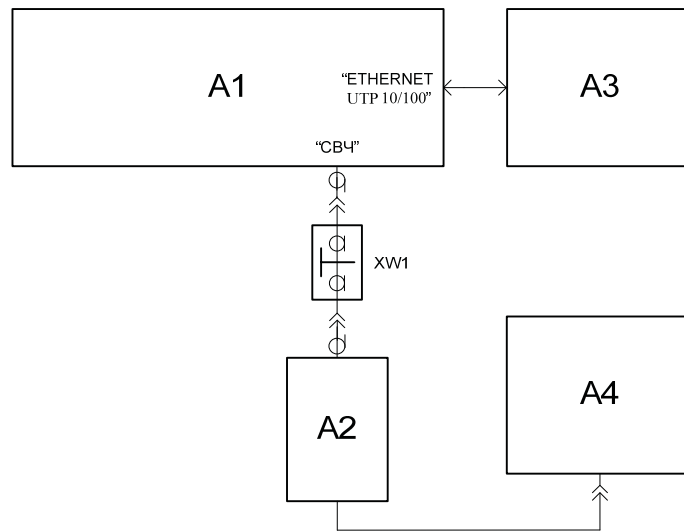 A1
“ETHERNET
UTP 10/100”
A3
“СВЧ”
XW1
A2
A4